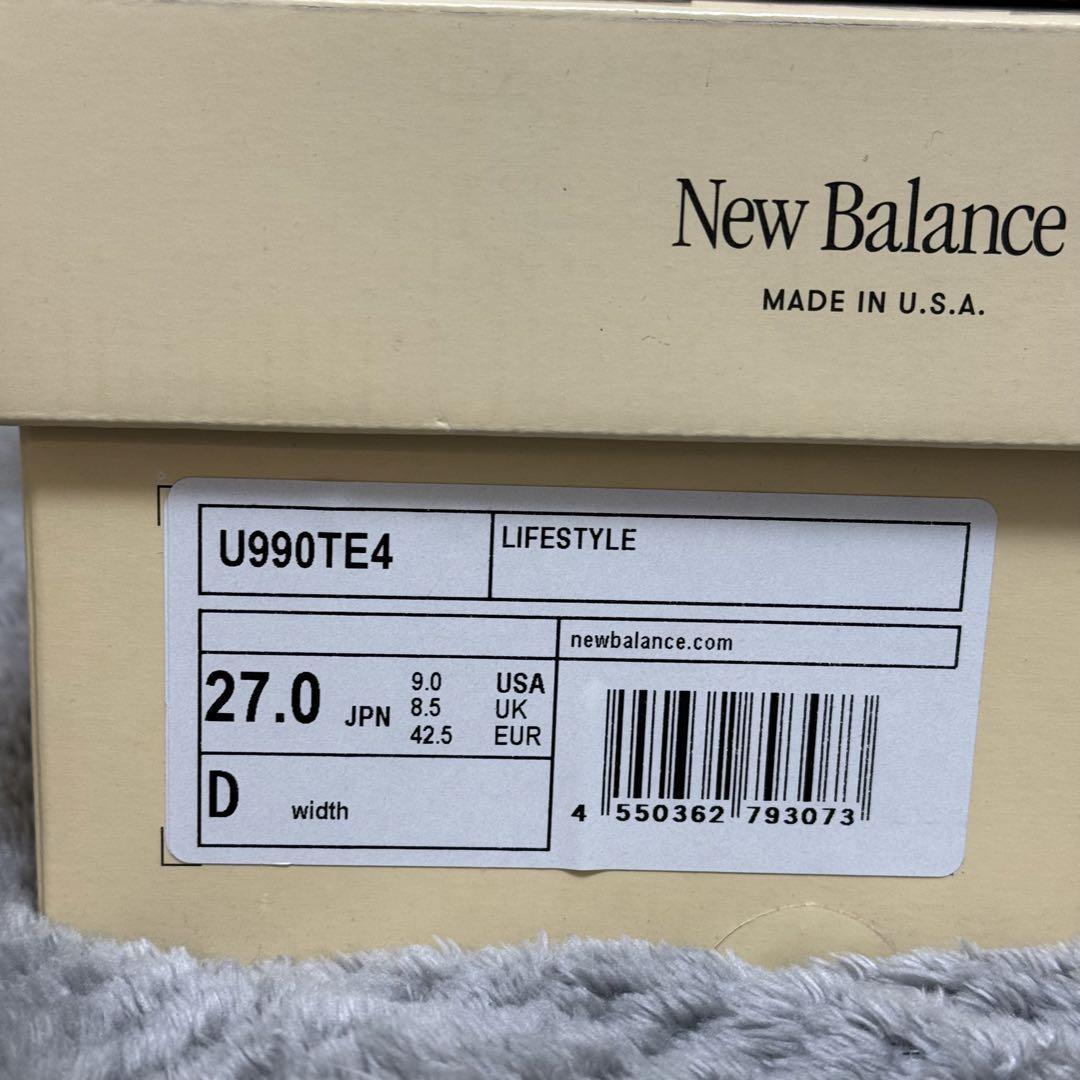 New Balance
MADE IN U.S.A.
U990TE4
LIFESTYLE
newbalance.com
27.0 JPN
9.0 USA
8.5 UK
42.5 EUR
D width
4 550362 793073